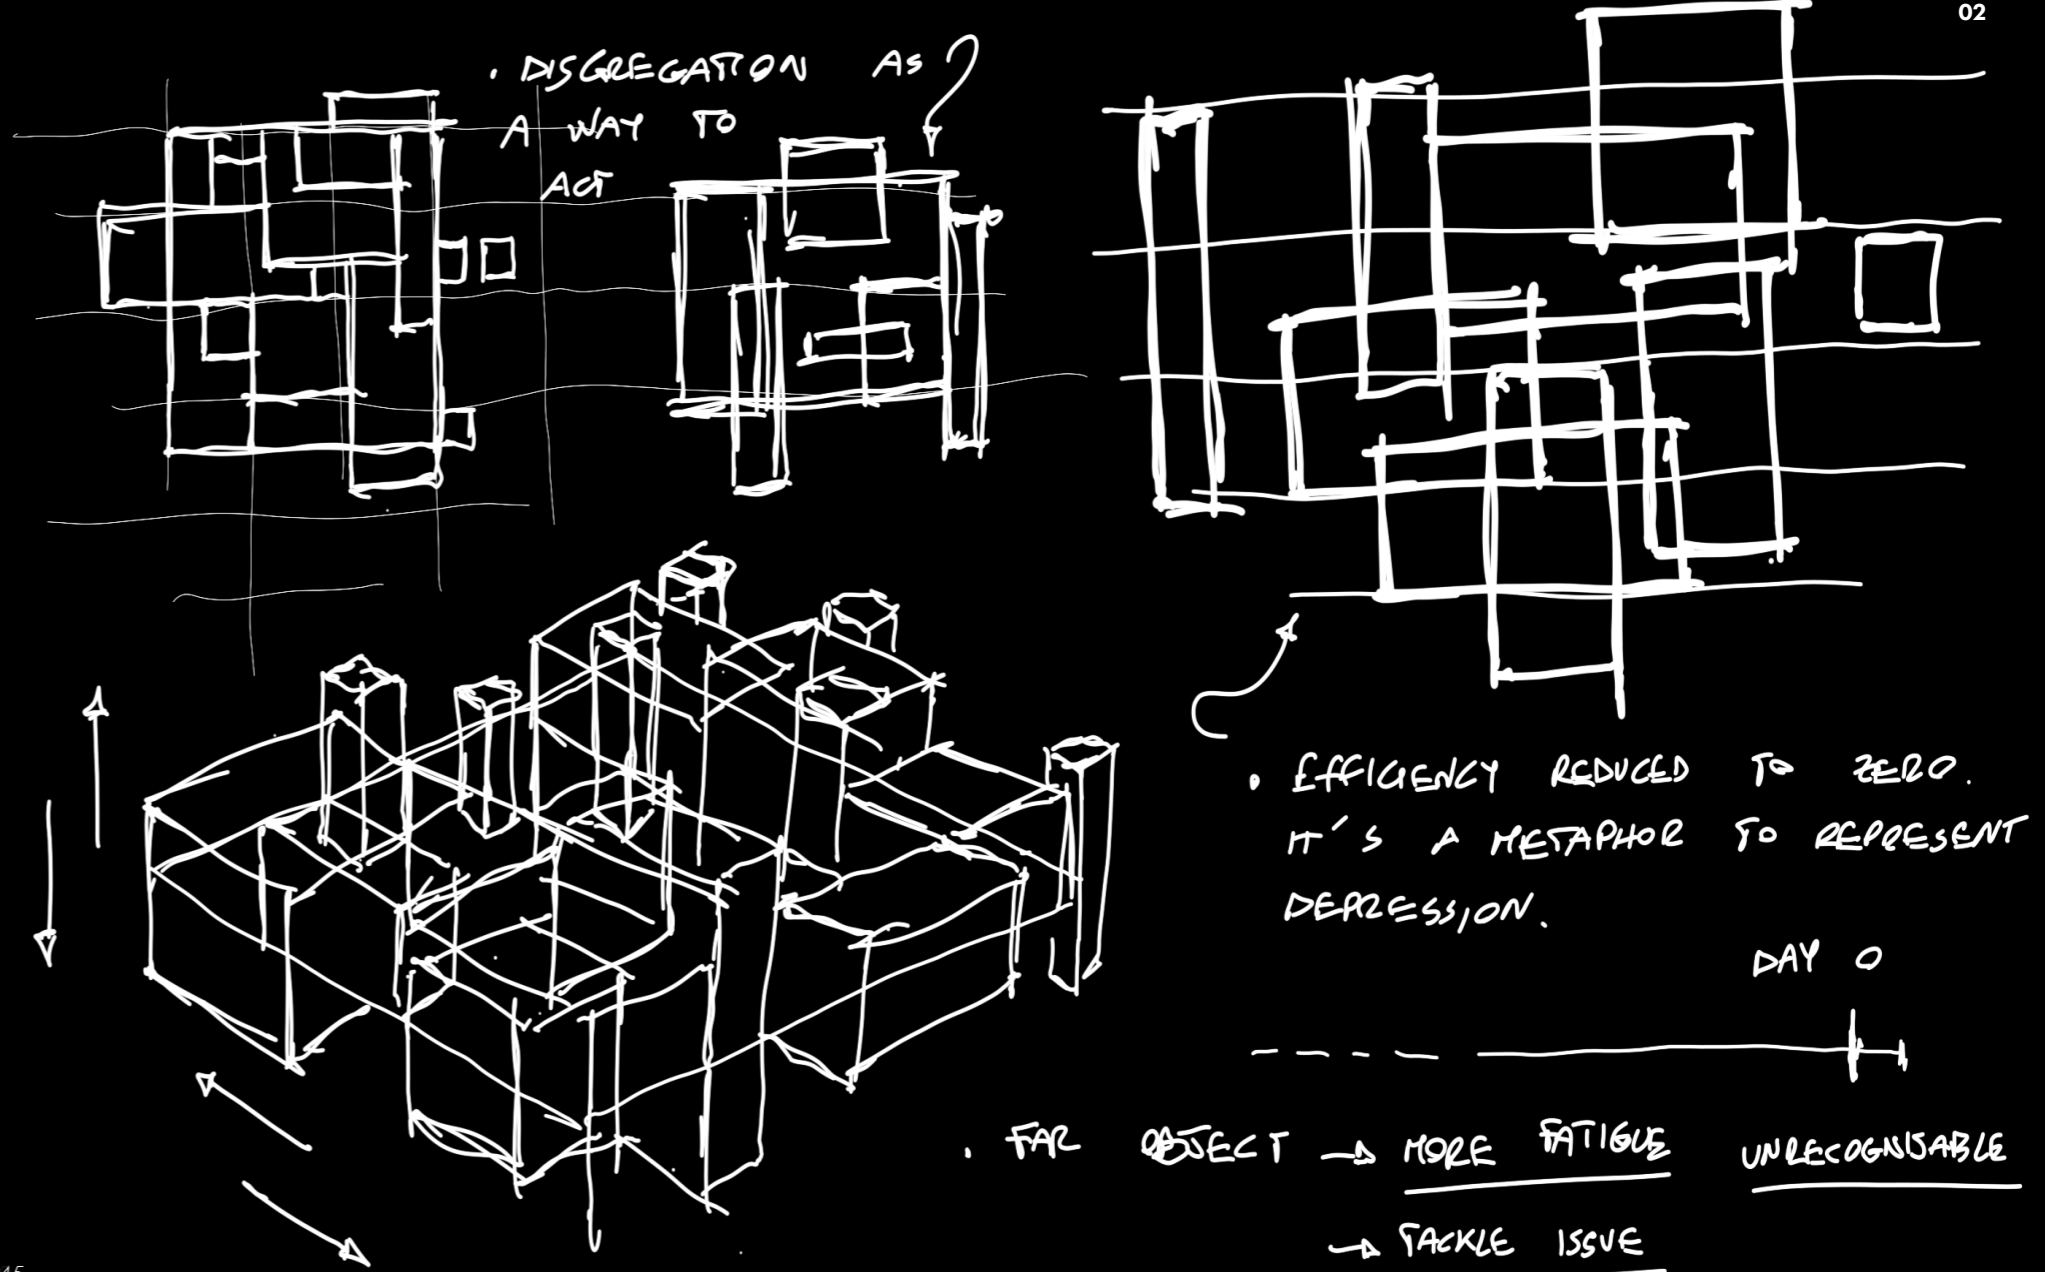 02
• DISGREGATION AS
A WAY TO
ACT
• EFFICIENCY REDUCED TO ZERO.
IT'S A METAPHOR TO REPRESENT
DEPRESSION.
DAY 0
• FAR OBJECT → MORE FATIGUE UNRECOGNISABLE
→ TACKLE ISSUE